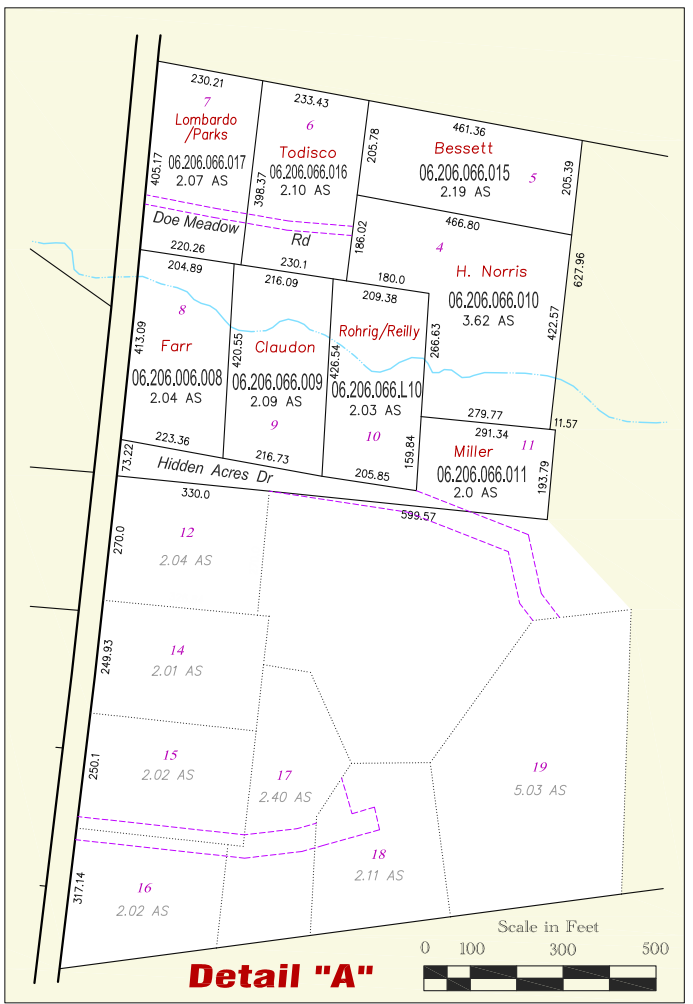 230.21
7
Lombardo
/Parks
06.206.066.017
2.07 AS
405.17
233.43
6
Todisco
06.206.066.016
2.10 AS
398.37
205.78
461.36
Bessett
06.206.066.015
5
2.19 AS
205.39
Doe Meadow
Rd
220.26
230.1
186.02
466.80
4
H. Norris
06.206.066.010
3.62 AS
180.0
627.96
422.57
266.63
279.77
11.57
204.89
8
Farr
06.206.006.008
2.04 AS
413.09
223.36
216.09
420.55
Claudon
06.206.066.009
2.09 AS
9
216.73
209.38
426.54
Rohrig/Reilly
06.206.066.L10
2.03 AS
10
159.84
205.85
291.34
11
Miller
06.206.066.011
2.0 AS
193.79
73.22
Hidden Acres Dr
330.0
599.57
12
2.04 AS
270.0
14
2.01 AS
249.93
15
2.02 AS
250.1
17
2.40 AS
19
5.03 AS
18
2.11 AS
16
2.02 AS
317.14
Detail "A"
Scale in Feet
0 100 300 500